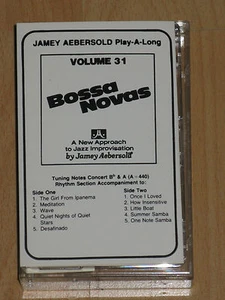 JAMEY AEBERSOLD Play-A-Long
VOLUME 31
Bossa
Novas
A New Approach
to Jazz Improvisation
by Jamey Aebersold
Tuning Notes Concert Bb & A (A=440)
Rhythm Section Accompaniment to:
Side One
1. The Girl From Ipanema
2. Meditation
3. Wave
4. Quiet Nights of Quiet
Stars
5. Desafinado
Side Two
1. Once I Loved
2. How Insensitive
3. Little Boat
4. Summer Samba
5. One Note Samba